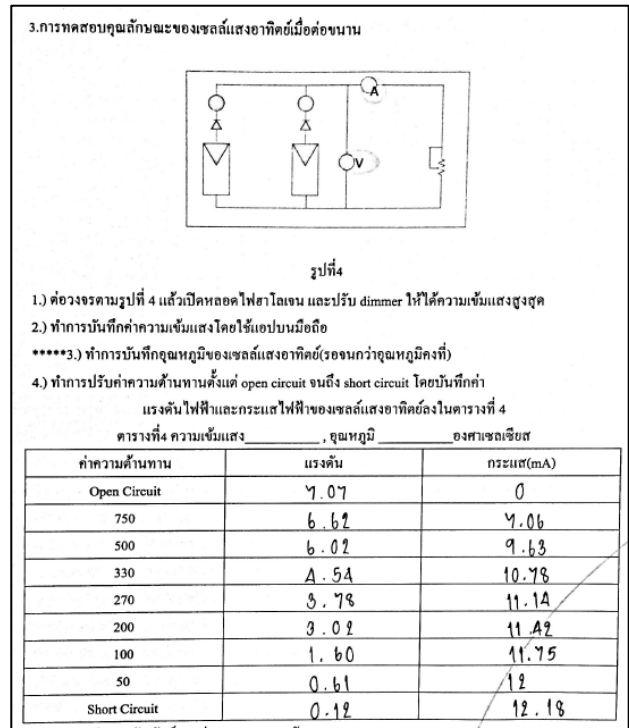 3.การทดสอบคุณลักษณะของเซลล์แสงอาทิตย์เมื่อต่อขนาน
A
V
รูปที่4
1.) ต่อวงจรตามรูปที่ 4 แล้วเปิดหลอดไฟฮาโลเจน และปรับ dimmer ให้ได้ความเข้มแสงสูงสุด
2.) ทำการบันทึกค่าความเข้มแสงโดยใช้แอปบนมือถือ
*****3.) ทำการบันทึกอุณหภูมิของเซลล์แสงอาทิตย์(รอจนกว่าอุณหภูมิคงที่)
4.) ทำการปรับค่าความต้านทานตั้งแต่ open circuit จนถึง short circuit โดยบันทึกค่า
แรงดันไฟฟ้าและกระแสไฟฟ้าของเซลล์แสงอาทิตย์ลงในตารางที่ 4
ตารางที่4 ความเข้มแสง__________ , อุณหภูมิ __________องศาเซลเซียส
ค่าความต้านทาน แรงดัน กระแส(mA)
Open Circuit 7.07 0
750 6.62 7.06
500 6.02 9.63
330 4.54 10.78
270 3.78 11.14
200 3.02 11.42
100 1.60 11.75
50 0.61 12
Short Circuit 0.12 12.18